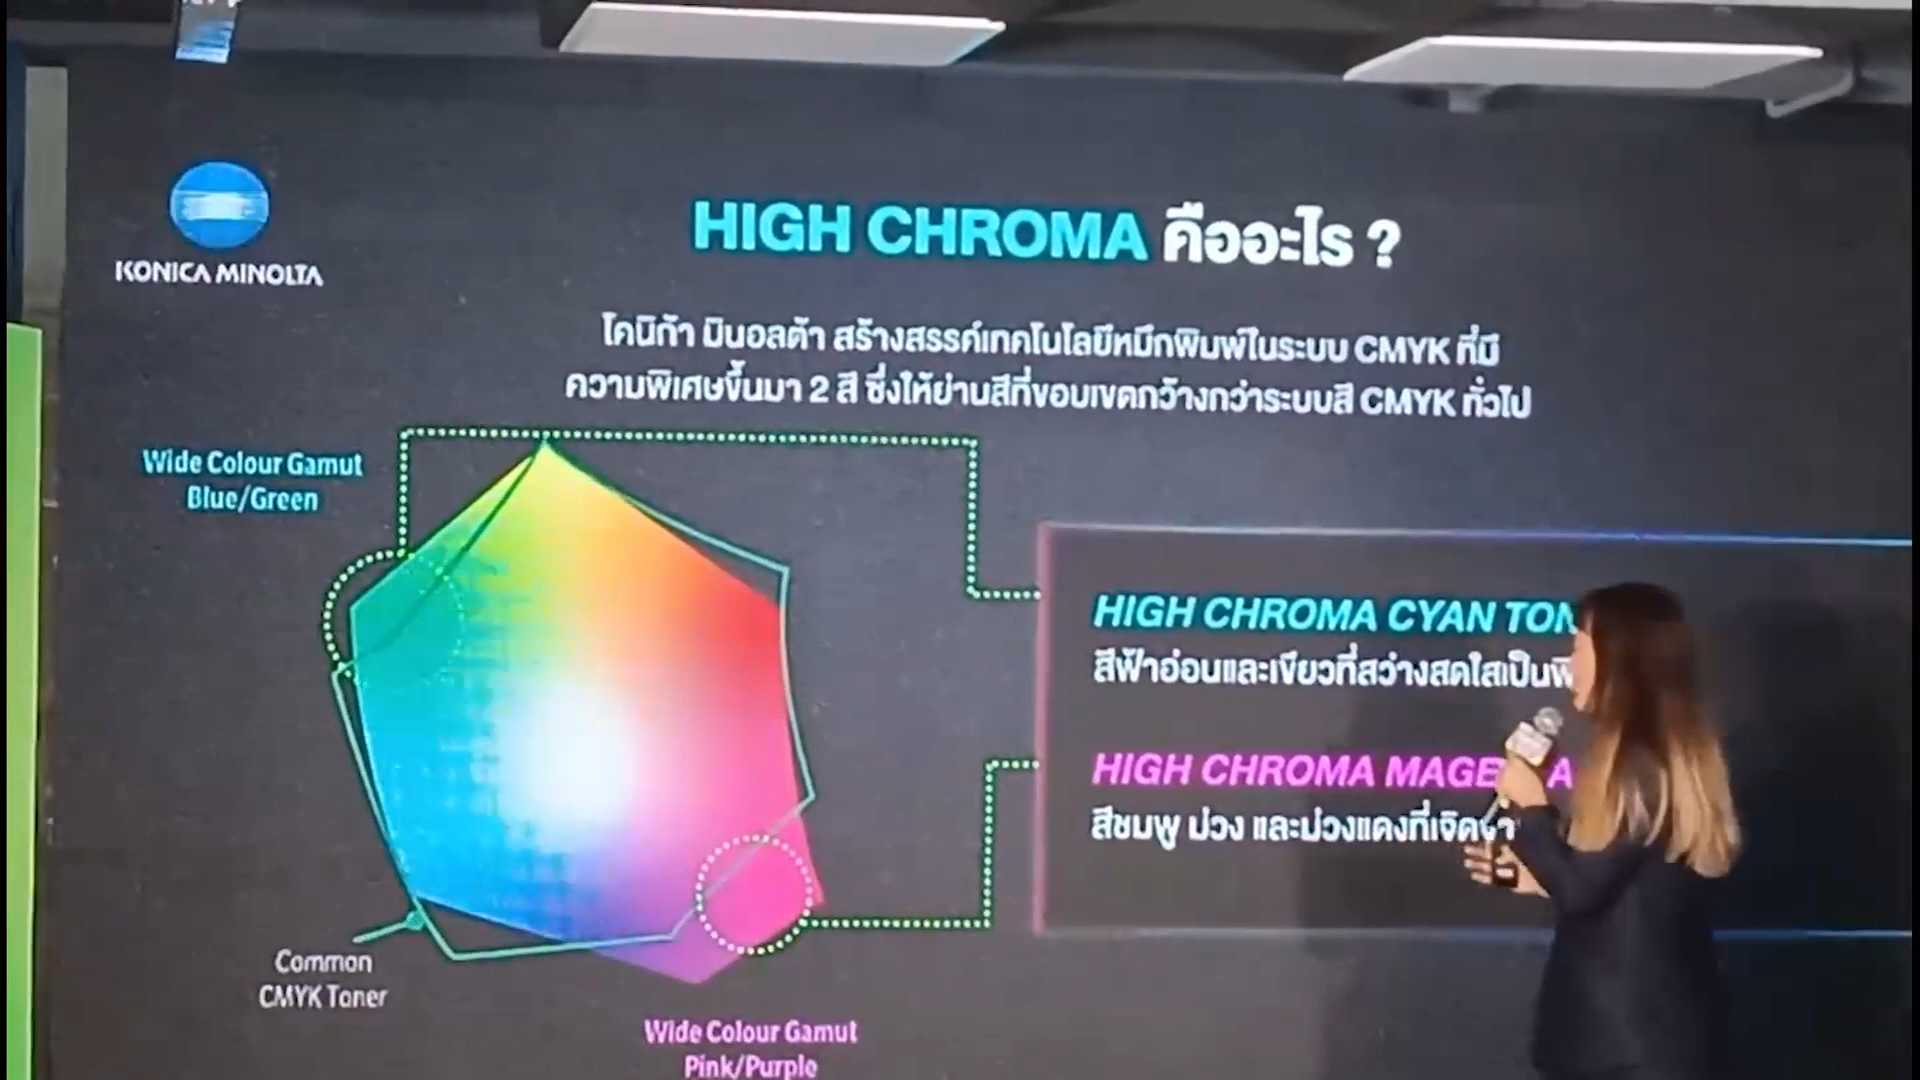 KONICA MINOLTA
HIGH CHROMA คืออะไร ?
โคนิก้า มินอลต้า สร้างสรรค์เทคโนโลยีหมึกพิมพ์ในระบบ CMYK ที่มี
ความพิเศษขึ้นมา 2 สี ซึ่งให้ย่านสีที่ขอบเขตกว้างกว่าระบบสี CMYK ทั่วไป
Wide Colour Gamut
Blue/Green
HIGH CHROMA CYAN
สีฟ้าอ่อนและเขียวที่สว่างสดใสเป็น
HIGH CHROMA
สีชมพู ม่วง และม่วงแดงที่
Common
CMYK Toner
Wide Colour Gamut
Pink/Purple